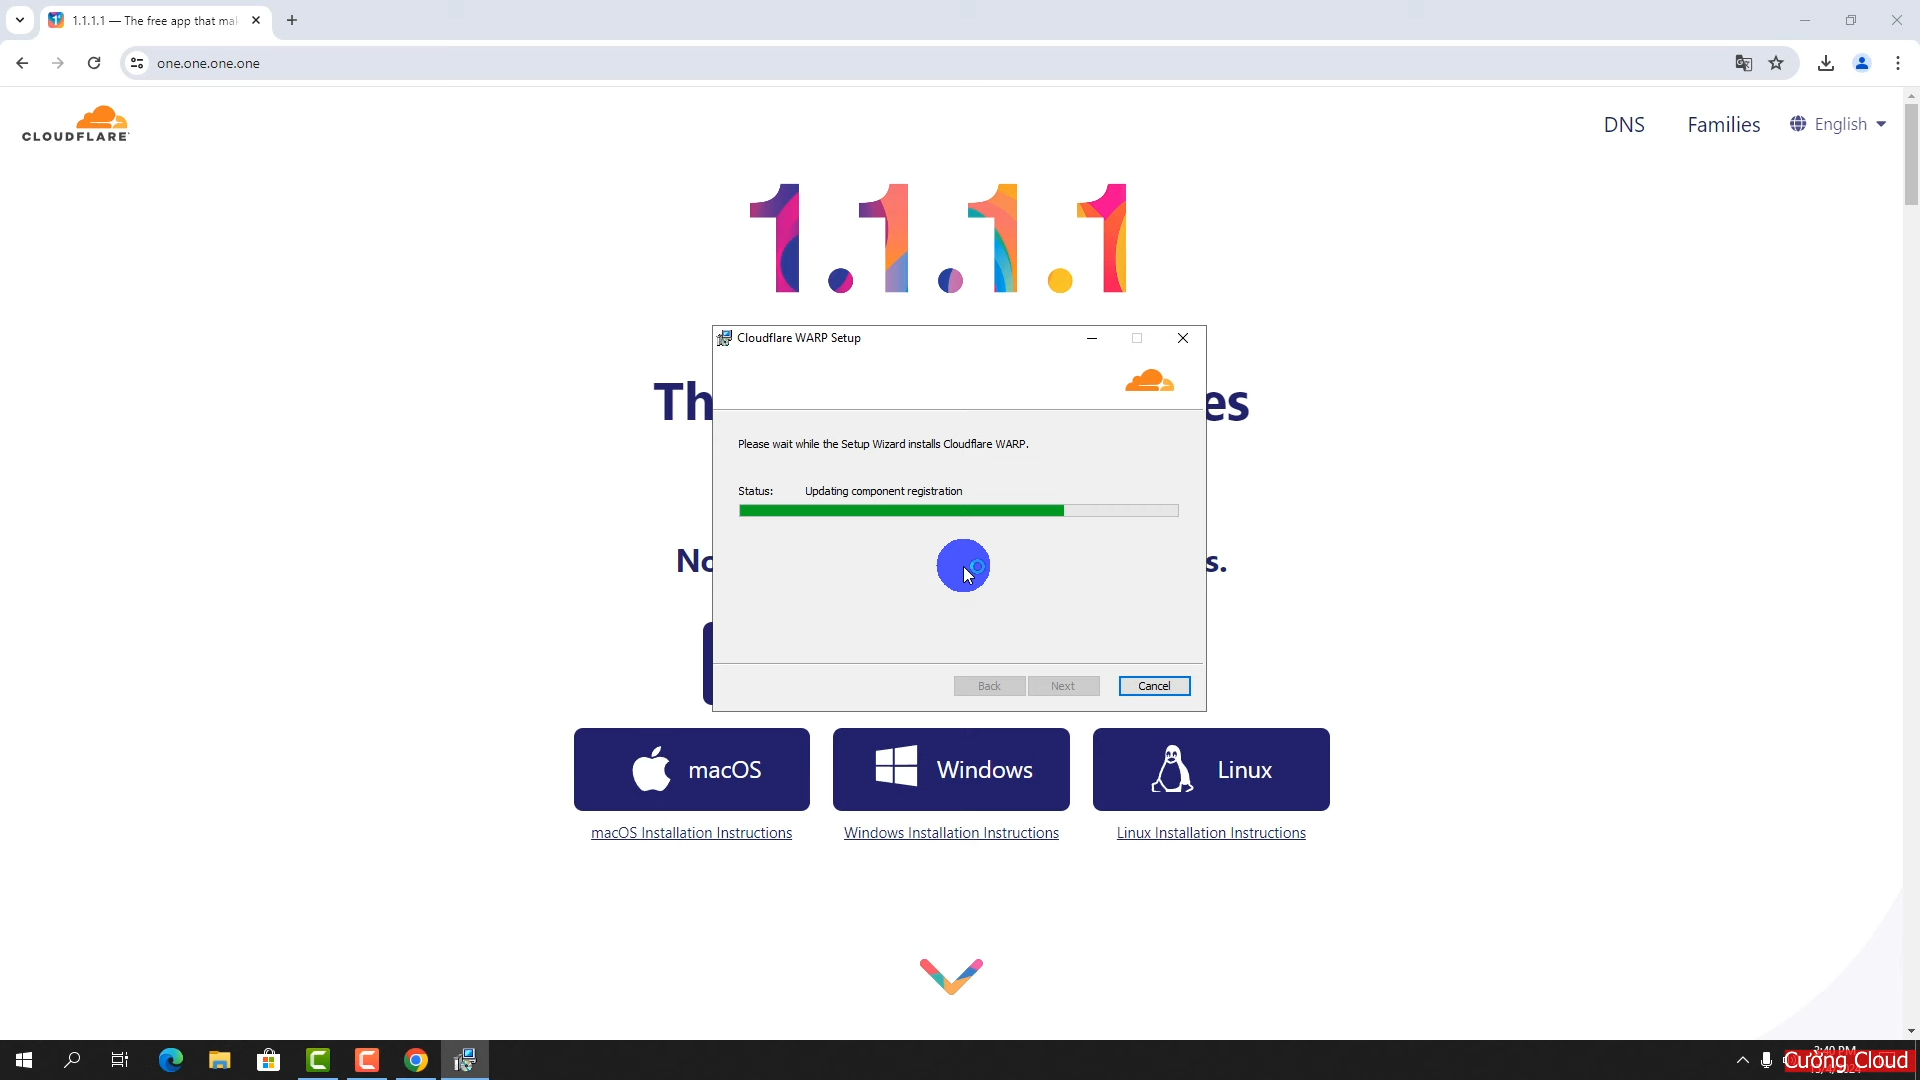 1.1.1.1 — The free app that mal
one.one.one.one
CLOUDFLARE
DNS
Families
English
1.1.1.1
Cloudflare WARP Setup
Th
es
Please wait while the Setup Wizard installs Cloudflare WARP.
Status:
Updating component registration
No
s.
Back
Next
Cancel
macOS
Windows
Linux
macOS Installation Instructions
Windows Installation Instructions
Linux Installation Instructions
Cường Cloud